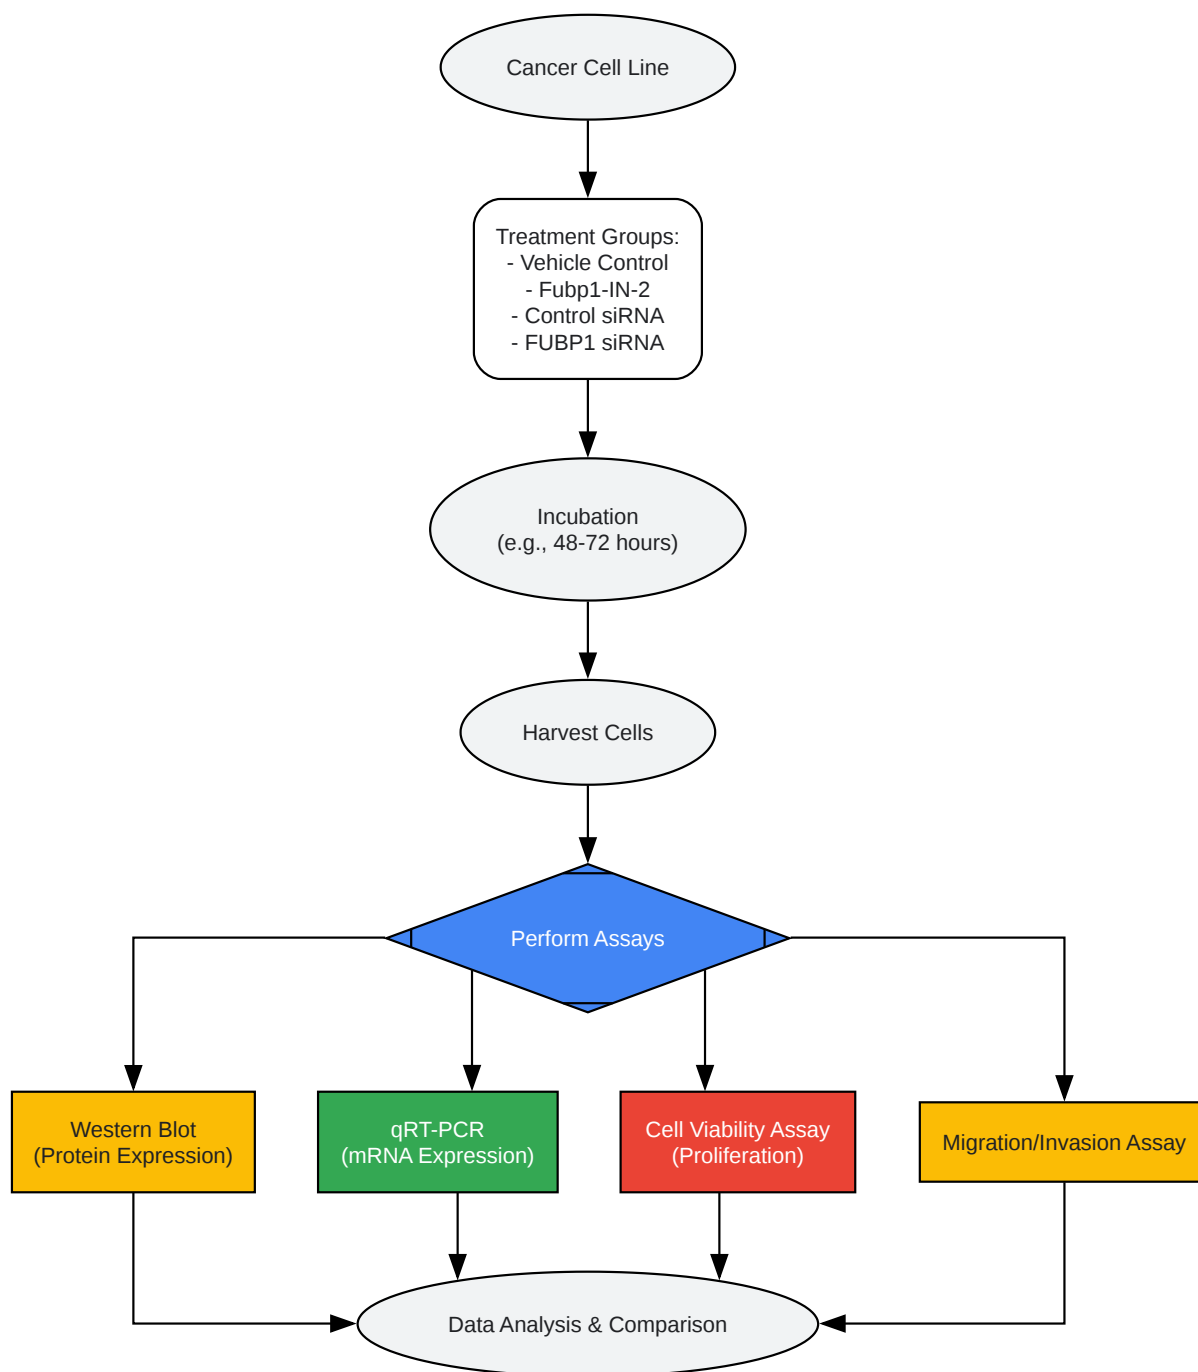 Cancer Cell Line
Treatment Groups:
- Vehicle Control
- Fubp1-IN-2
- Control siRNA
- FUBP1 siRNA
Incubation
(e.g., 48-72 hours)
Harvest Cells
Perform Assays
Western Blot
(Protein Expression)
qRT-PCR
(mRNA Expression)
Cell Viability Assay
(Proliferation)
Migration/Invasion Assay
Data Analysis & Comparison